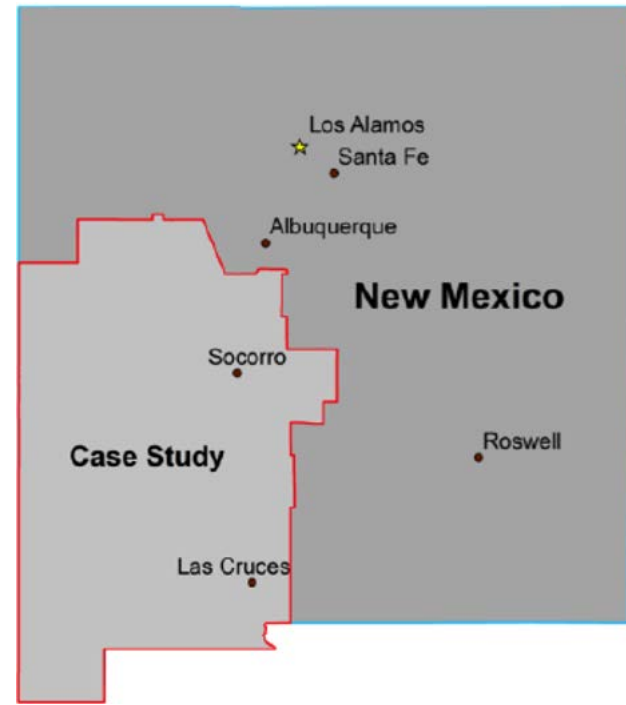 Los Alamos
Santa Fe
Albuquerque
New Mexico
Socorro
Roswell
Case Study
Las Cruces